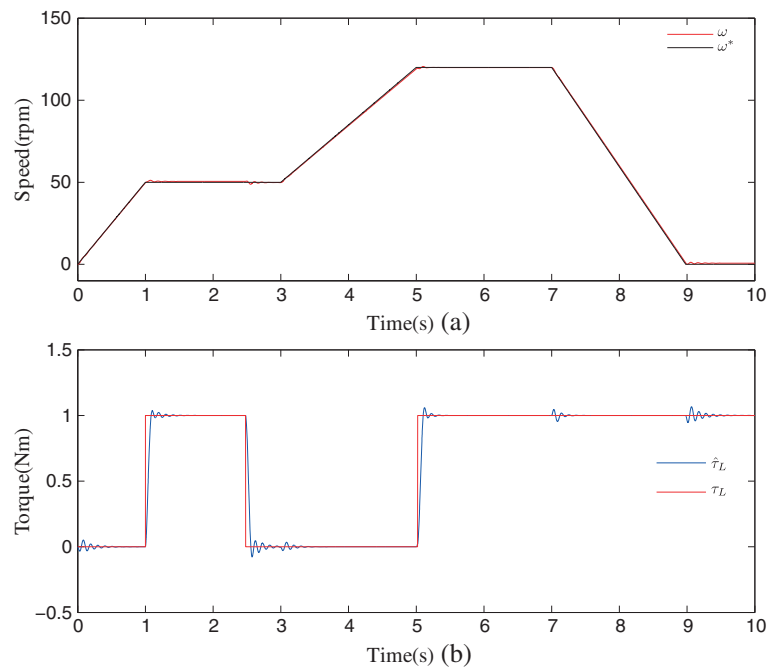 150
100
50
0
Speed(rpm)
ω
ω*
0 1 2 3 4 5 6 7 8 9 10
Time(s) (a)
1.5
1
0.5
0
−0.5
Torque(Nm)
τ̂_L
τ_L
0 1 2 3 4 5 6 7 8 9 10
Time(s) (b)